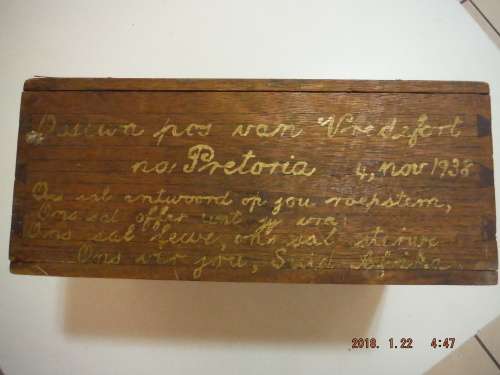 Ossewa pos van Vredefort
na Pretoria 4, nov 1938
Ons sal antwoord op jou roepstem,
Ons sal offer wat jy vra:
Ons sal lewe, ons sal sterwe
Ons vir jou, Suid Afrika
2018. 1.22 4:47